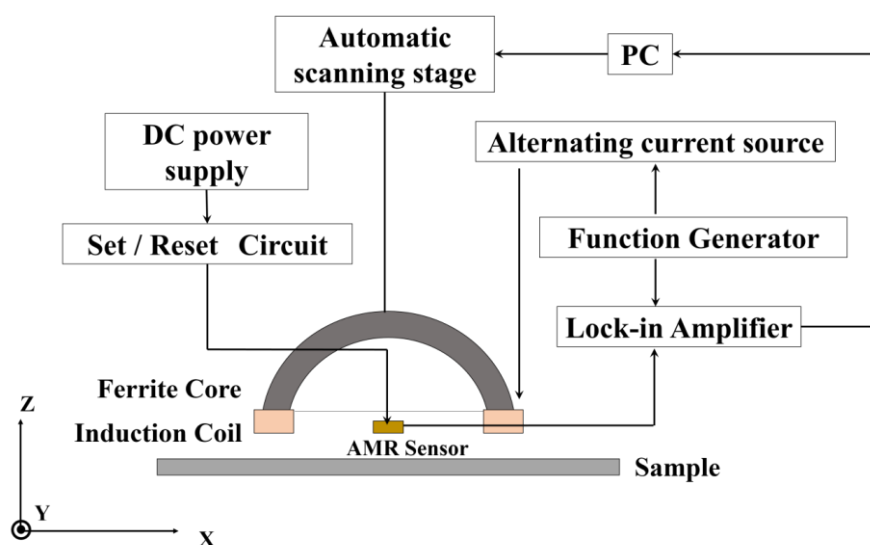 Automatic
scanning stage
PC
DC power
supply
Alternating current source
Set / Reset Circuit
Function Generator
Lock-in Amplifier
Ferrite Core
Induction Coil
AMR Sensor
Sample
Z
Y
X